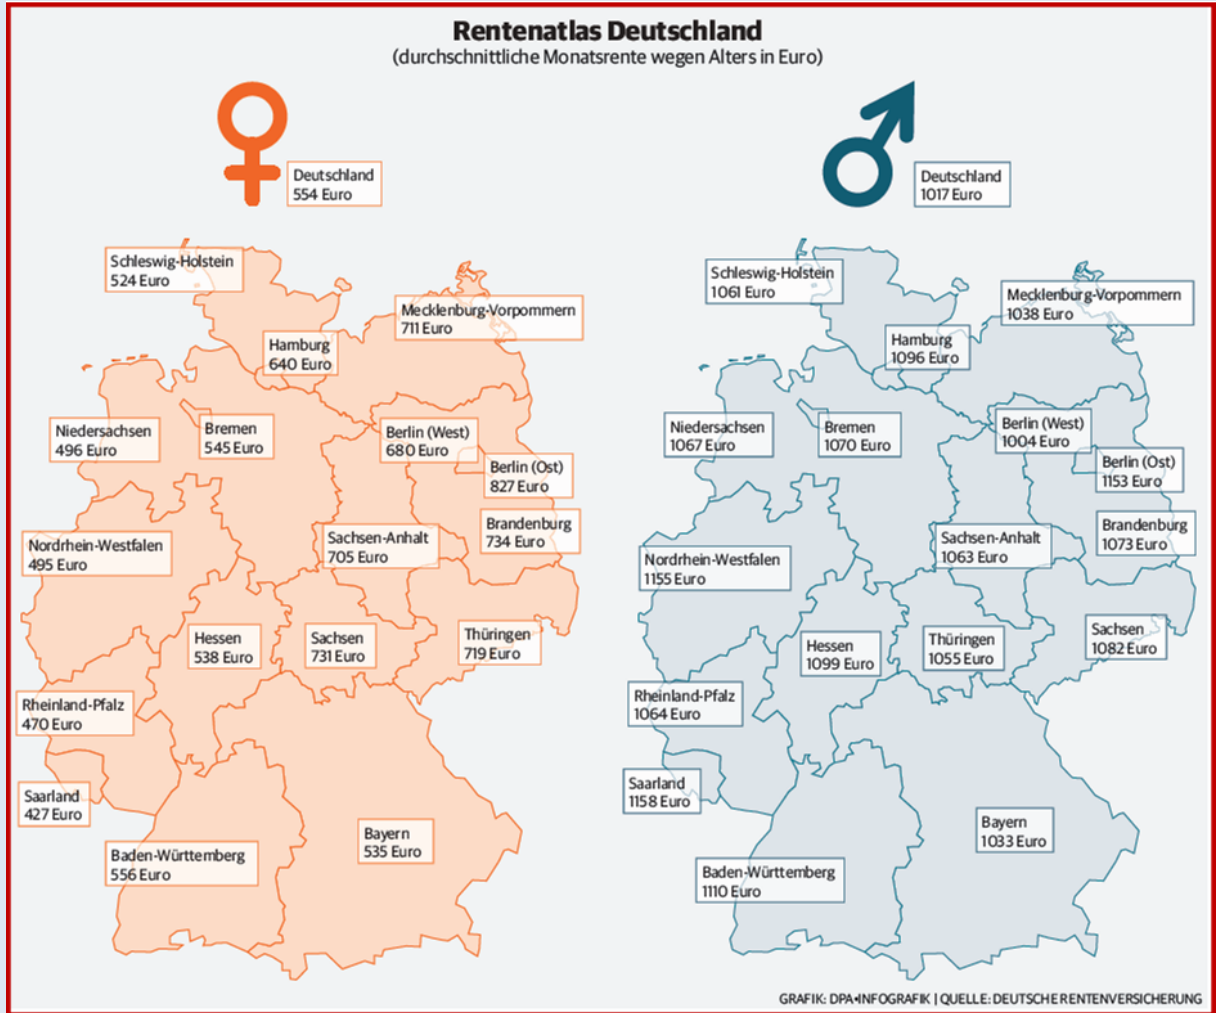 Rentenatlas Deutschland
(durchschnittliche Monatsrente wegen Alters in Euro)
Deutschland
554 Euro
Schleswig-Holstein
524 Euro
Mecklenburg-Vorpommern
711 Euro
Hamburg
640 Euro
Niedersachsen
496 Euro
Bremen
545 Euro
Berlin (West)
680 Euro
Berlin (Ost)
827 Euro
Brandenburg
734 Euro
Nordrhein-Westfalen
495 Euro
Sachsen-Anhalt
705 Euro
Hessen
538 Euro
Sachsen
731 Euro
Thüringen
719 Euro
Rheinland-Pfalz
470 Euro
Saarland
427 Euro
Baden-Württemberg
556 Euro
Bayern
535 Euro
Deutschland
1017 Euro
Schleswig-Holstein
1061 Euro
Mecklenburg-Vorpommern
1038 Euro
Hamburg
1096 Euro
Niedersachsen
1067 Euro
Bremen
1070 Euro
Berlin (West)
1004 Euro
Berlin (Ost)
1153 Euro
Brandenburg
1073 Euro
Nordrhein-Westfalen
1155 Euro
Sachsen-Anhalt
1063 Euro
Hessen
1099 Euro
Thüringen
1055 Euro
Sachsen
1082 Euro
Rheinland-Pfalz
1064 Euro
Saarland
1158 Euro
Baden-Württemberg
1110 Euro
Bayern
1033 Euro
GRAFIK: DPA•INFOGRAFIK | QUELLE: DEUTSCHE RENTENVERSICHERUNG